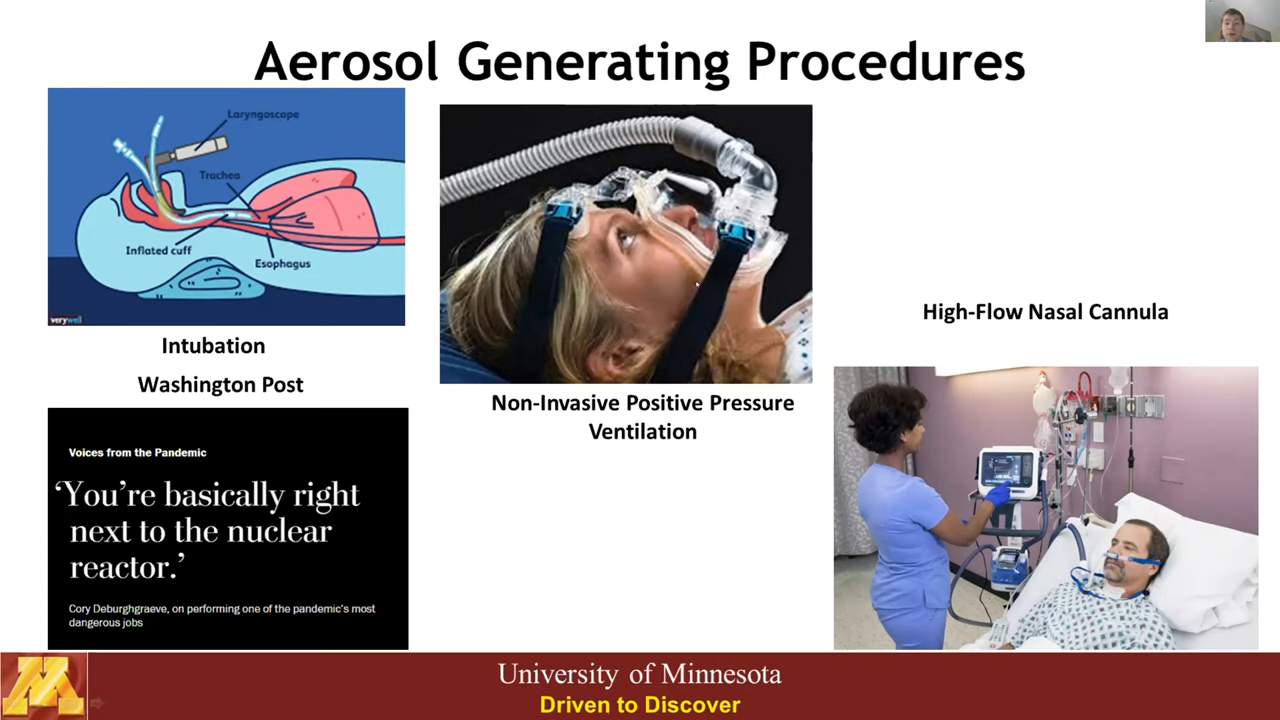 Aerosol Generating Procedures
Laryngoscope
Trachea
Inflated cuff
Esophagus
verywell
Intubation
Washington Post
Voices from the Pandemic
‘You’re basically right
next to the nuclear
reactor.’
Cory Deburghgraeve, on performing one of the pandemic's most
dangerous jobs
Non-Invasive Positive Pressure
Ventilation
High-Flow Nasal Cannula
M
University of Minnesota
Driven to Discover